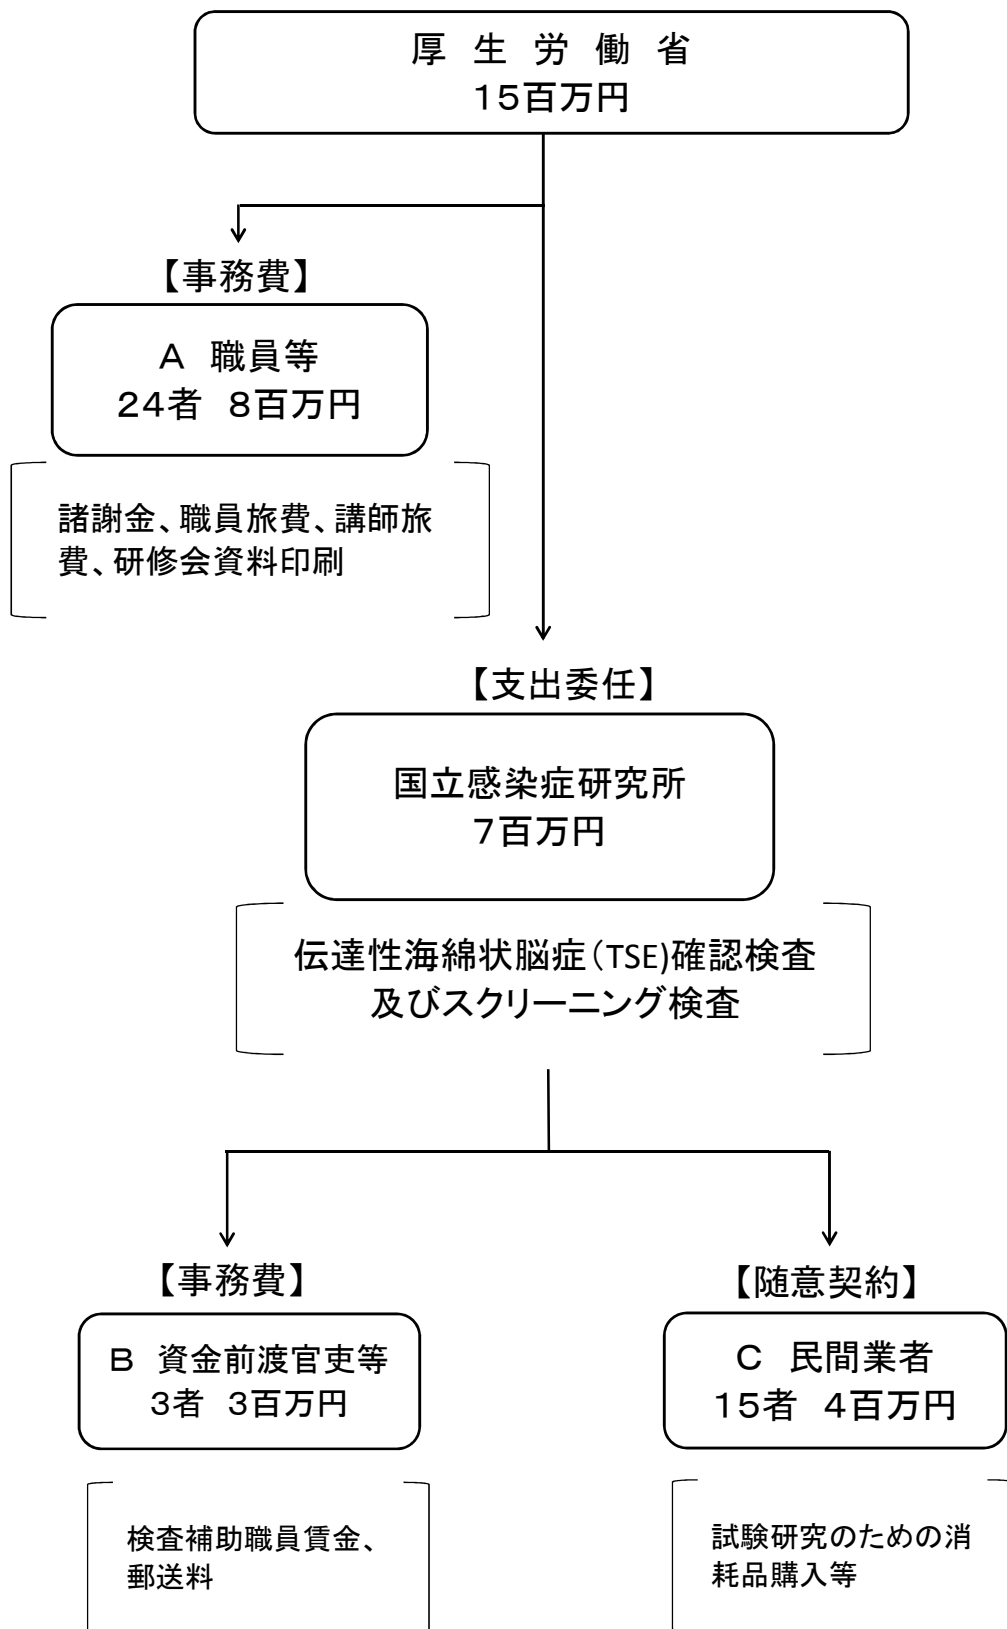 厚 生 労 働 省
15百万円
【事務費】
A 職員等
24者 8百万円
諸謝金、職員旅費、講師旅
費、研修会資料印刷
【支出委任】
国立感染症研究所
7百万円
伝達性海綿状脳症(TSE)確認検査
及びスクリーニング検査
【事務費】
B 資金前渡官吏等
3者 3百万円
検査補助職員賃金、
郵送料
【随意契約】
C 民間業者
15者 4百万円
試験研究のための消
耗品購入等